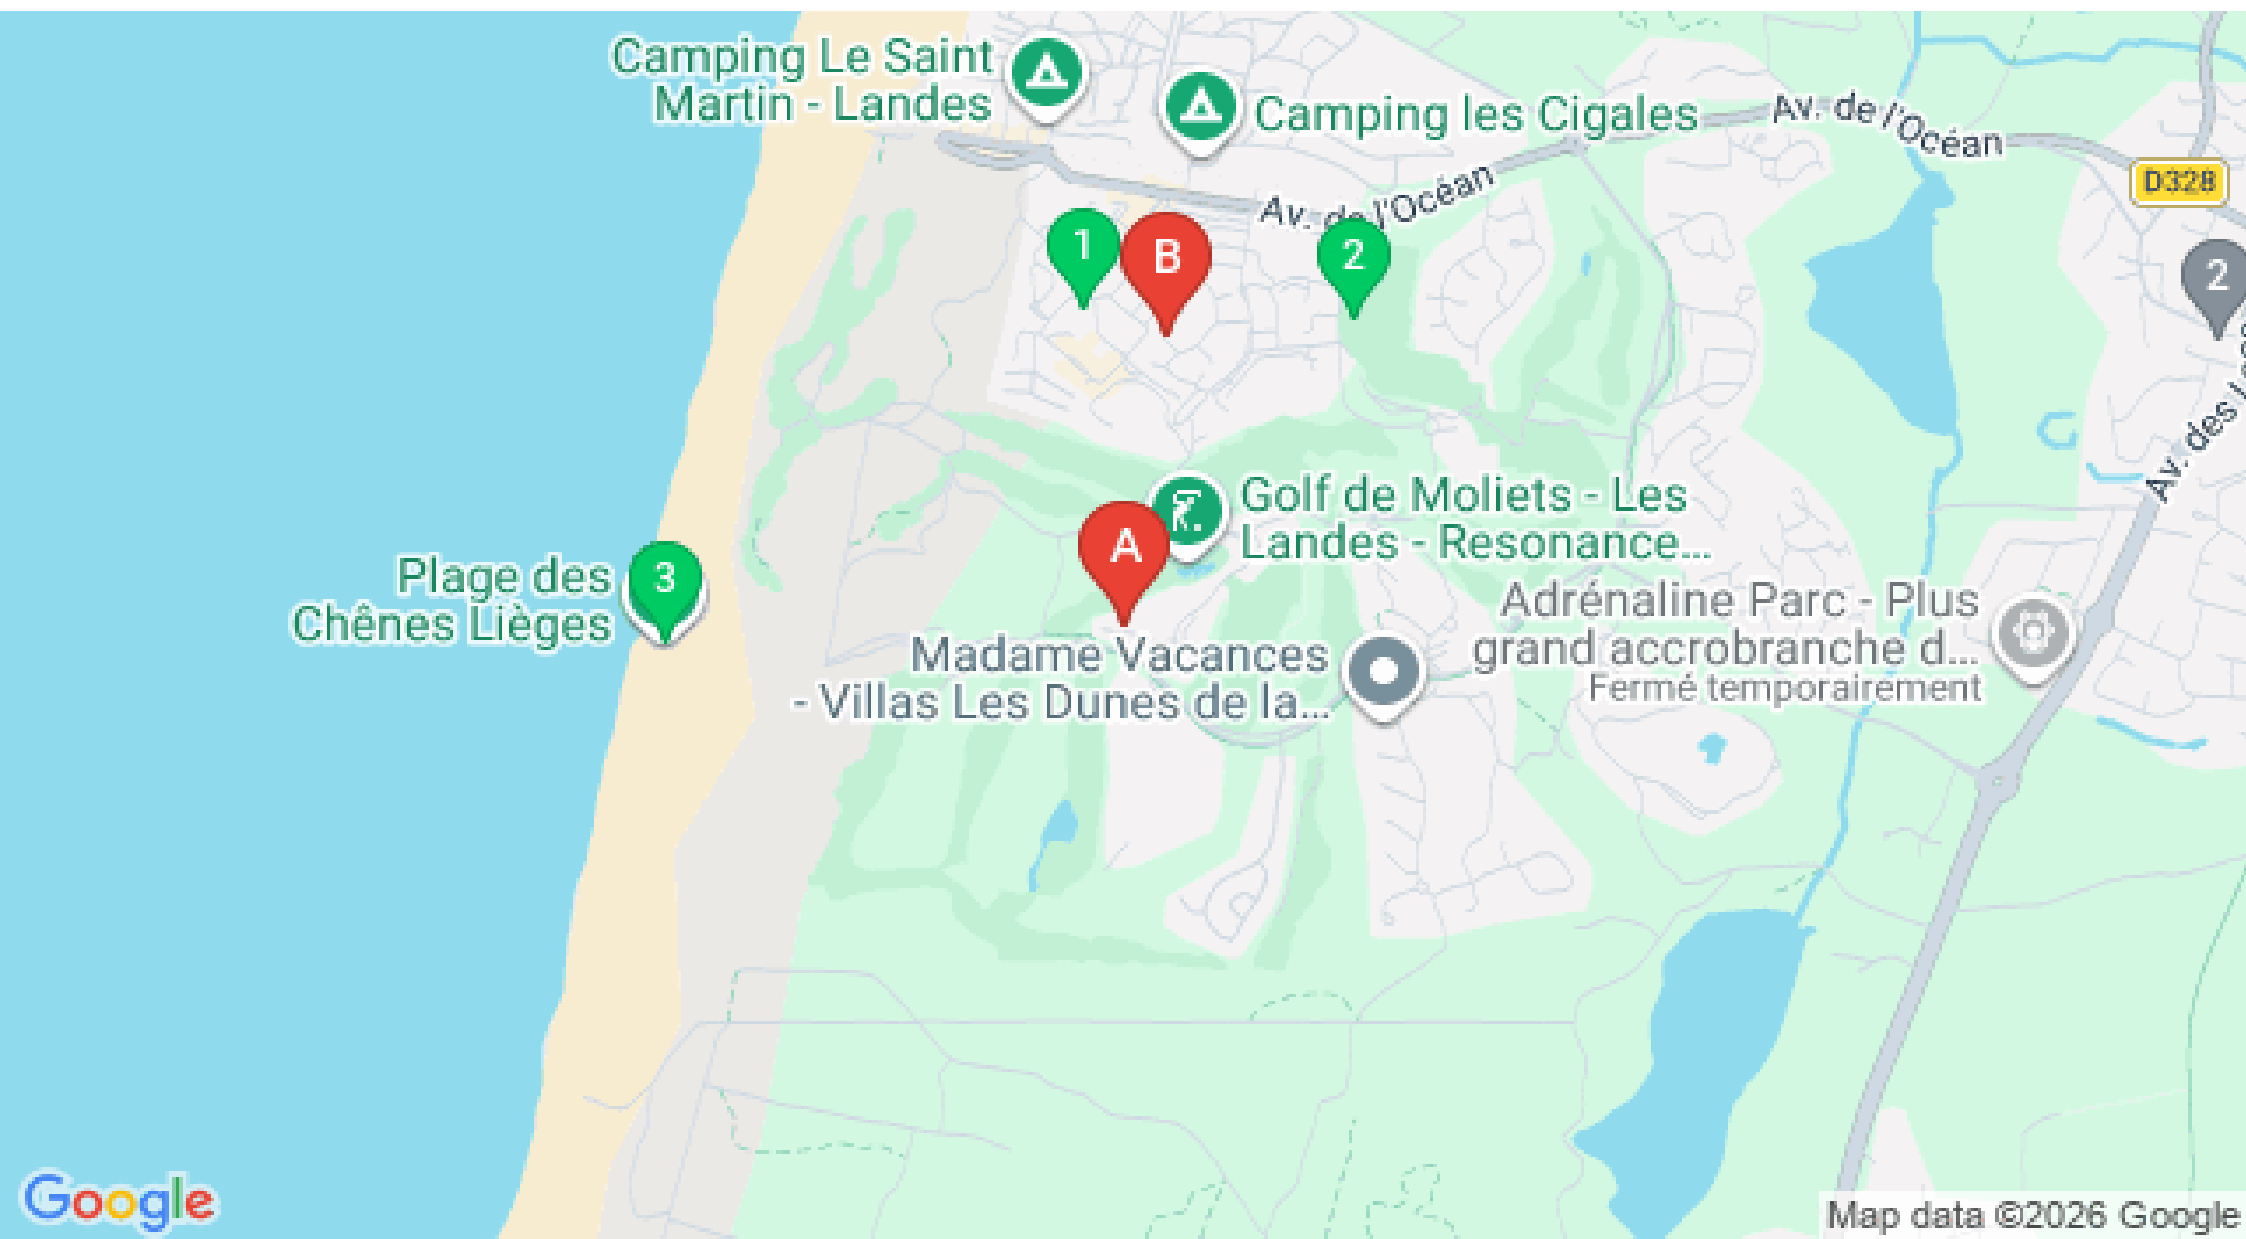 Camping Le Saint
Martin - Landes
Camping les Cigales
Av. de l'Océan
D328
Av. de l'Océan
1
B
2
2
Av. des
Golf de Moliets - Les
Landes - Resonance...
A
Plage des
Chênes Lièges
3
Adrénaline Parc - Plus
grand accrobranche d...
Fermé temporairement
Madame Vacances
- Villas Les Dunes de la...
Google
Map data ©2026 Google